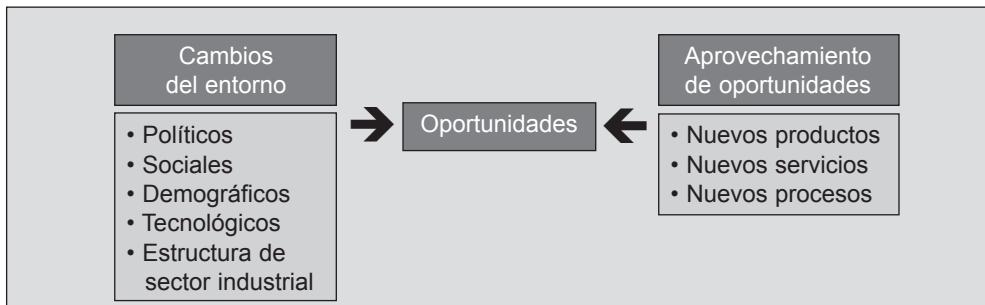 Cambios
del entorno
• Políticos
• Sociales
• Demográficos
• Tecnológicos
• Estructura de
sector industrial
Oportunidades
Aprovechamiento
de oportunidades
• Nuevos productos
• Nuevos servicios
• Nuevos procesos